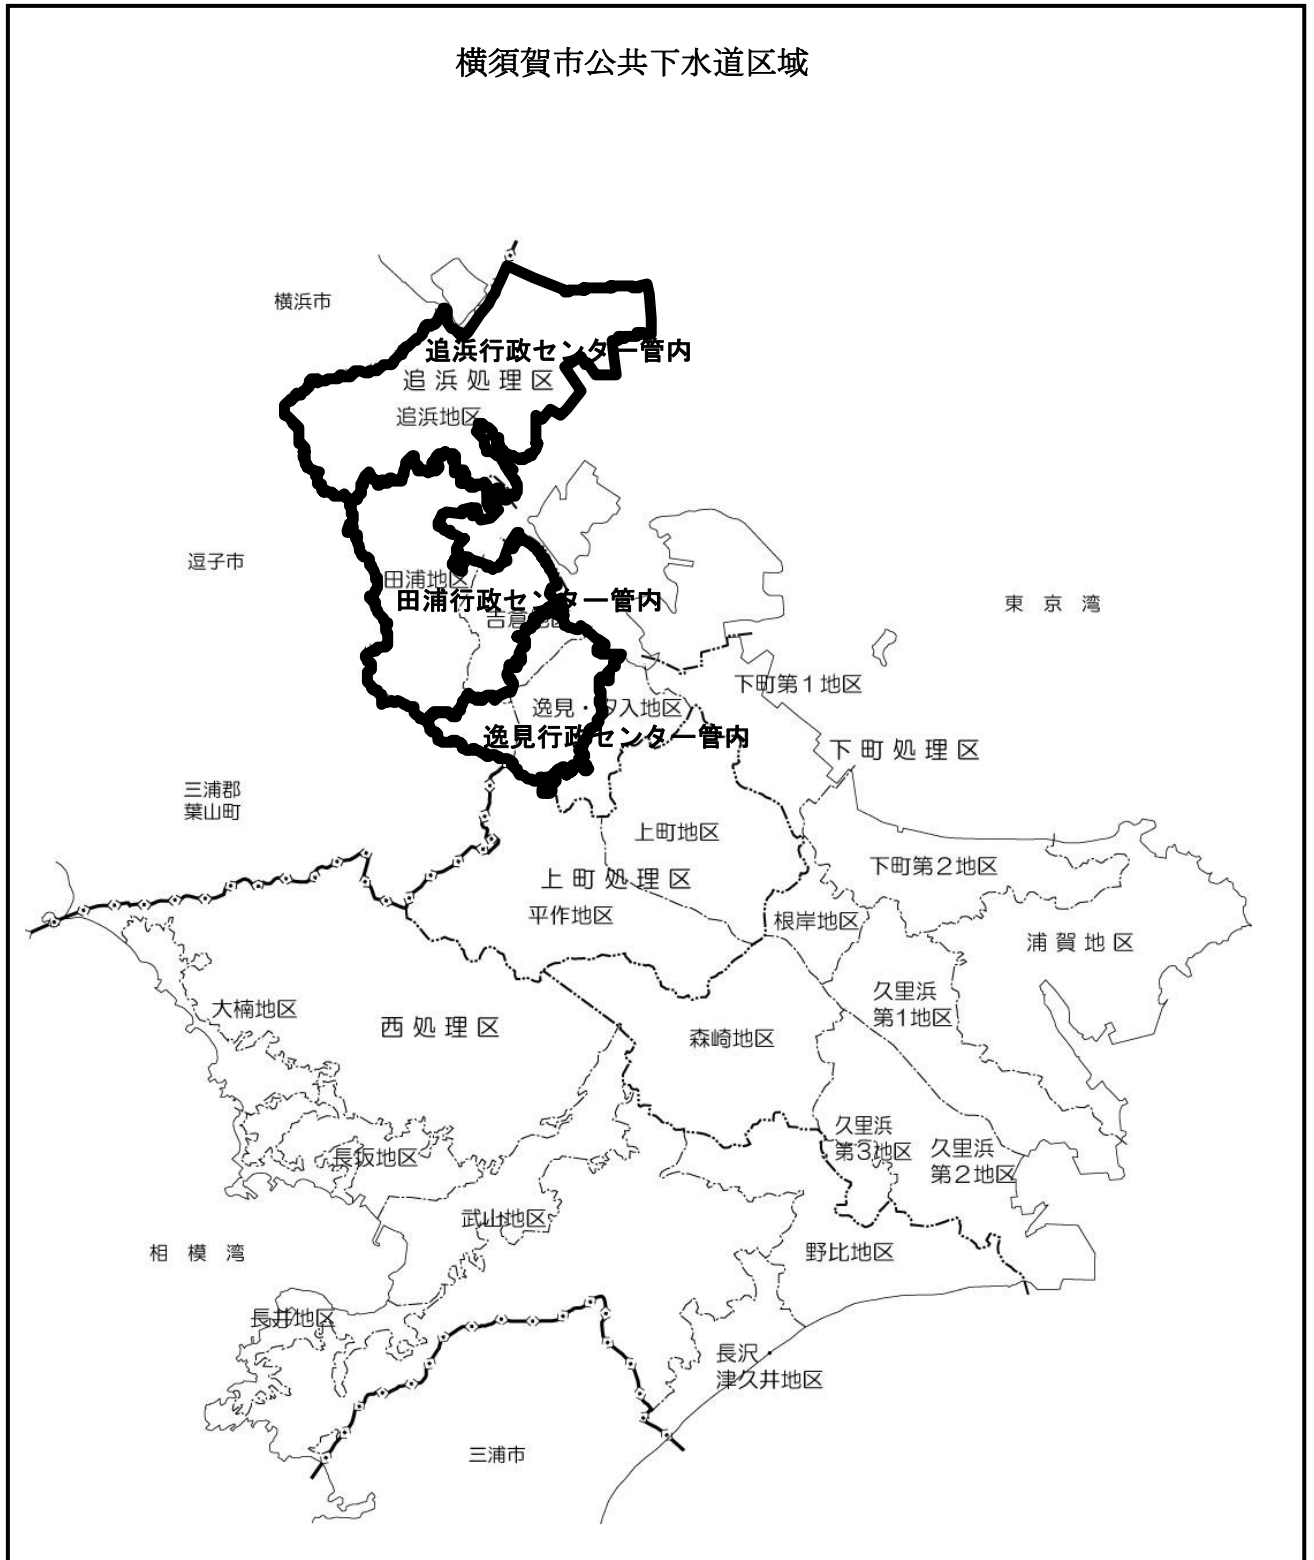 横須賀市公共下水道区域
横浜市
追浜行政センター管内
追浜処理区
追浜地区
逗子市
田浦地区
田浦行政センター管内
東京湾
吉倉地区
下町第1地区
逸見・汐入地区
逸見行政センター管内
下町処理区
三浦郡
葉山町
上町地区
下町第2地区
上町処理区
平作地区
根岸地区
浦賀地区
久里浜
第1地区
大楠地区
西処理区
森崎地区
久里浜
第3地区
久里浜
第2地区
長坂地区
武山地区
相模湾
野比地区
長井地区
長沢・
津久井地区
三浦市